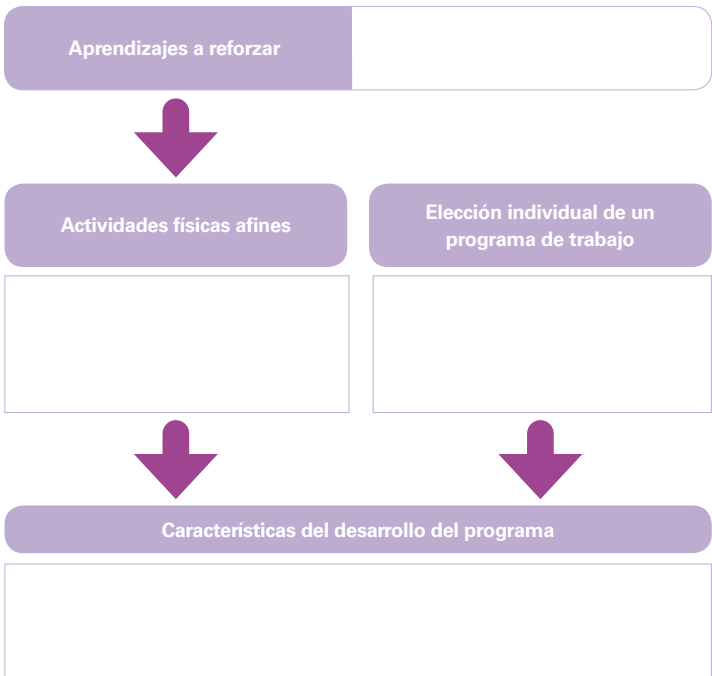 Aprendizajes a reforzar
Actividades físicas afines
Elección individual de un
programa de trabajo
Características del desarrollo del programa